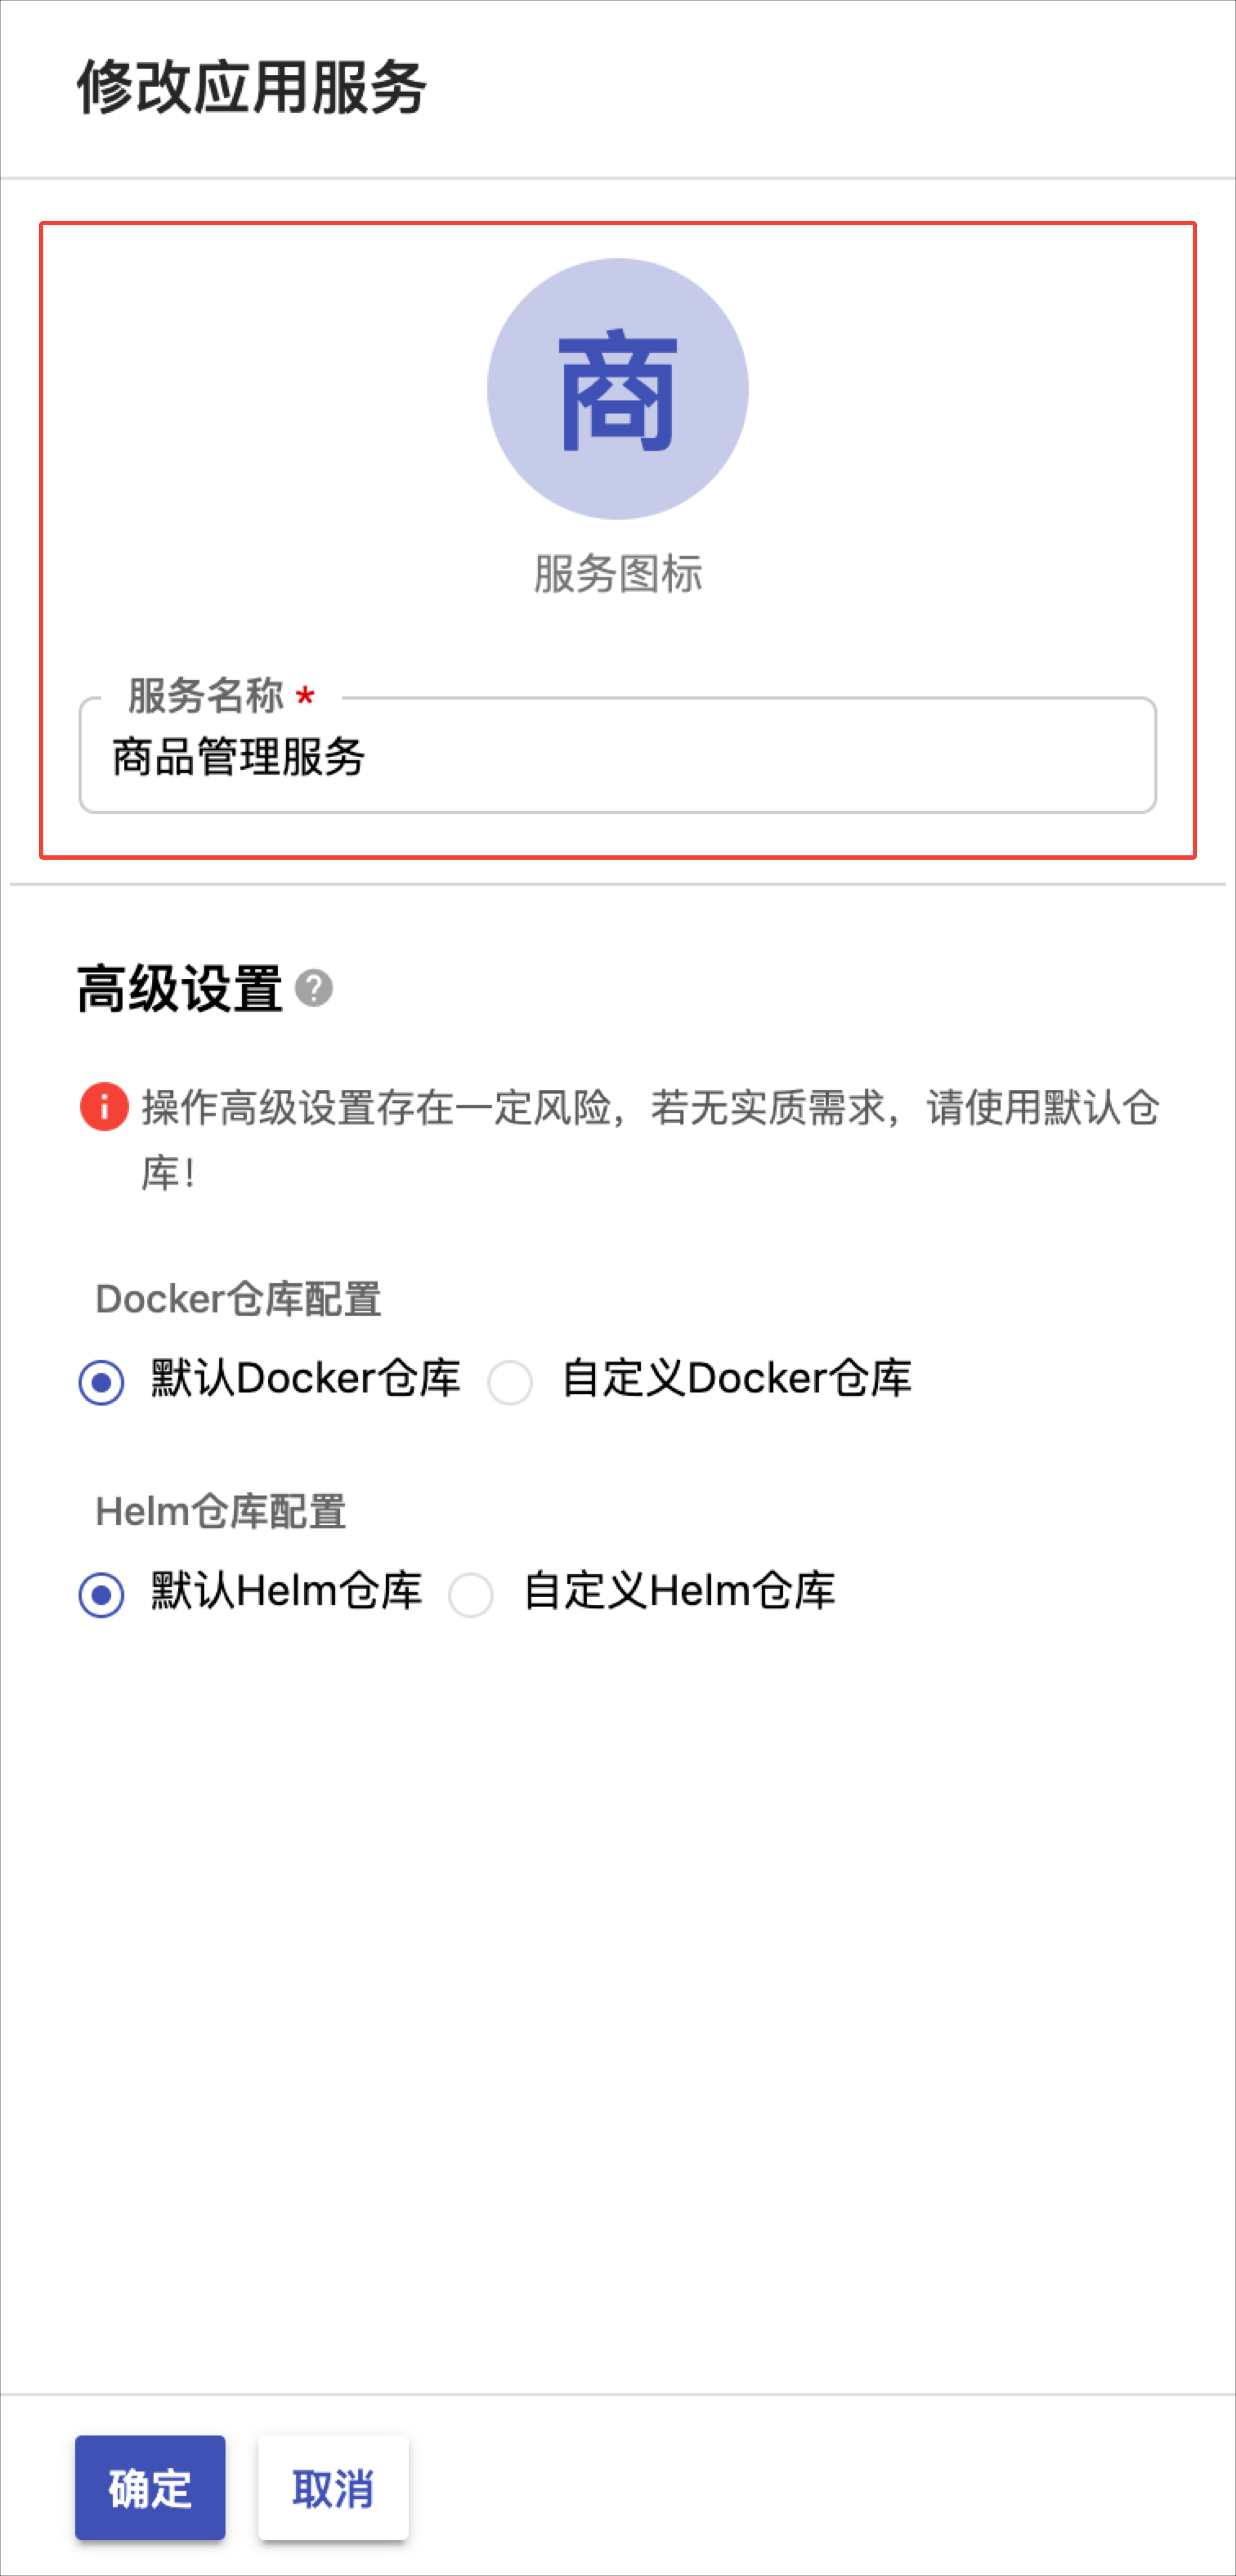 修改应用服务
商
服务图标
服务名称 *
商品管理服务
高级设置 ?
i 操作高级设置存在一定风险，若无实质需求，请使用默认仓
库！
Docker仓库配置
默认Docker仓库 自定义Docker仓库
Helm仓库配置
默认Helm仓库 自定义Helm仓库
确定 取消